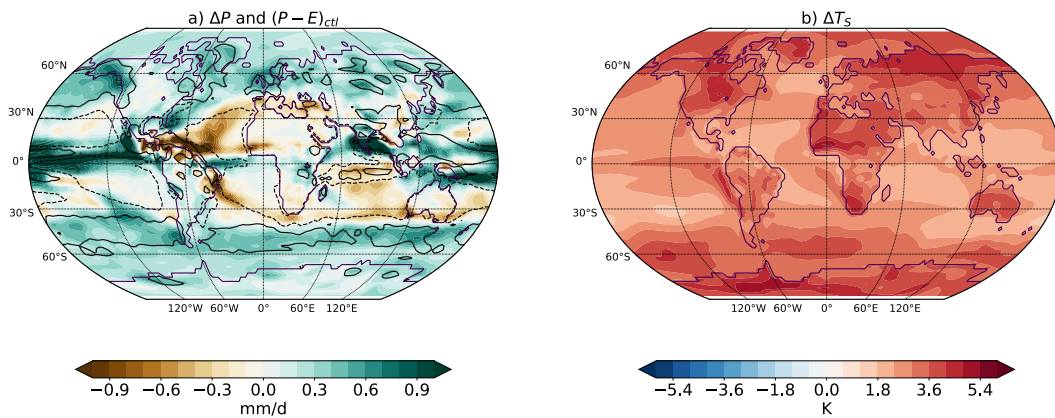 a) ΔP and (P − E)ctl
60°N
30°N
0°
30°S
60°S
120°W 60°W 0° 60°E 120°E
−0.9 −0.6 −0.3 0.0 0.3 0.6 0.9
mm/d
b) ΔTS
60°N
30°N
0°
30°S
60°S
120°W 60°W 0° 60°E 120°E
−5.4 −3.6 −1.8 0.0 1.8 3.6 5.4
K